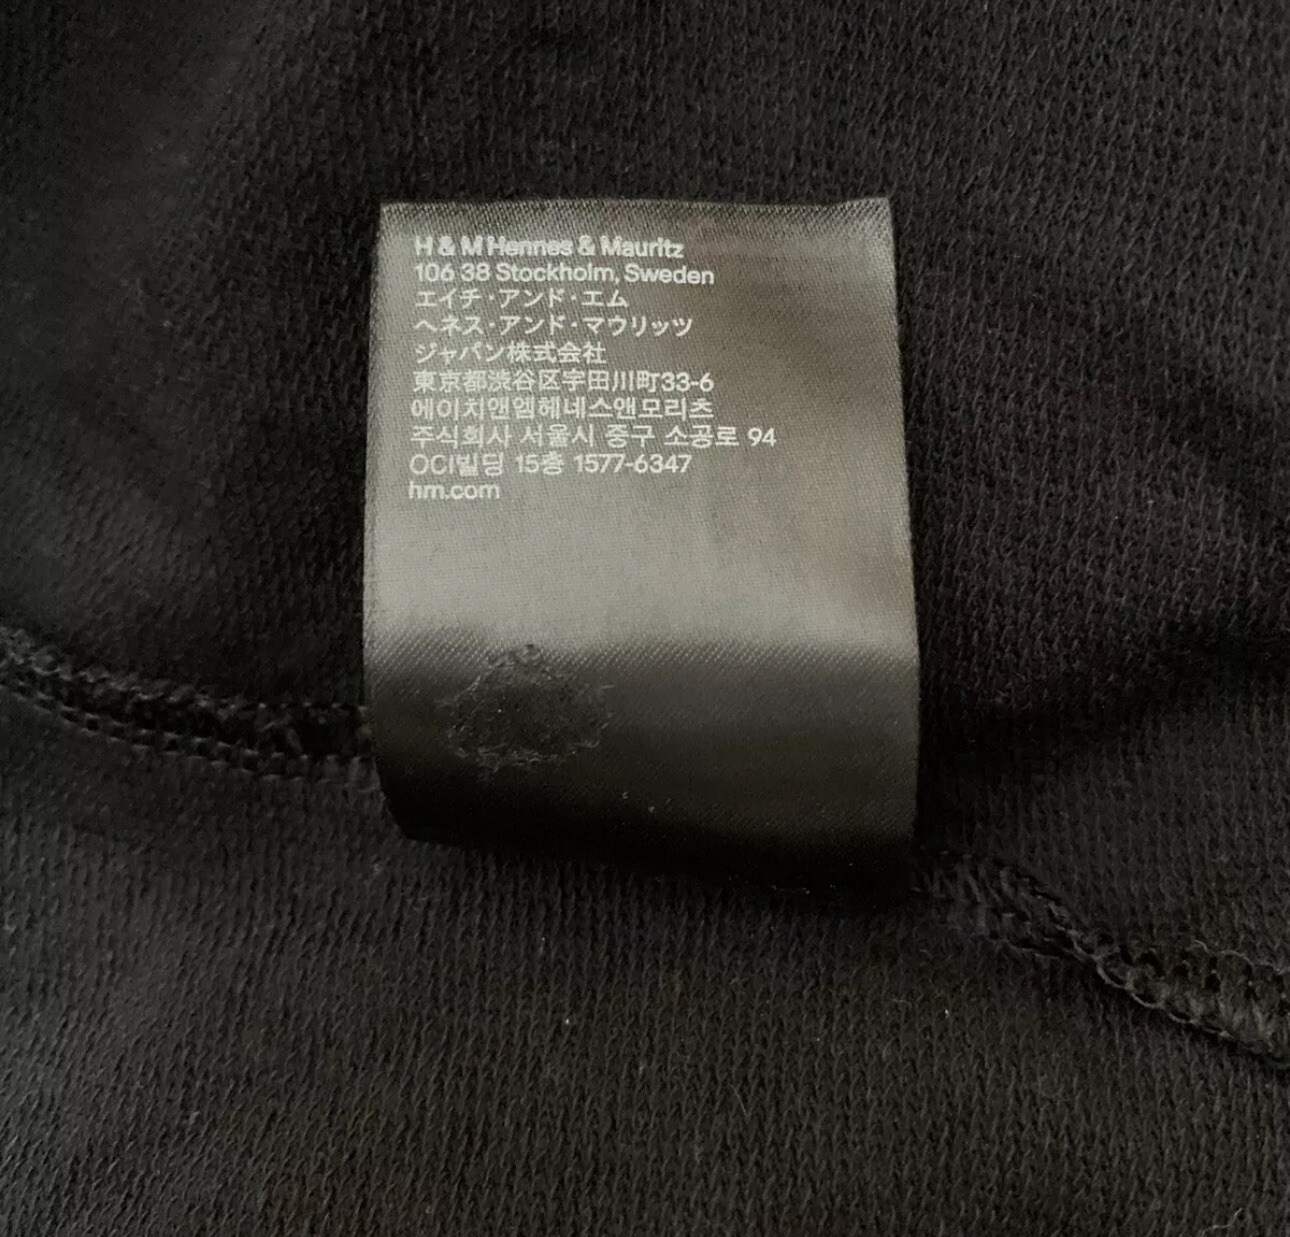 H & M Hennes & Mauritz
106 38 Stockholm, Sweden
エイチ・アンド・エム
ヘネス・アンド・マウリッツ
ジャパン株式会社
東京都渋谷区宇田川町33-6
에이치앤엠헤네스앤모리츠
주식회사 서울시 중구 소공로 94
OCI빌딩 15층 1577-6347
hm.com